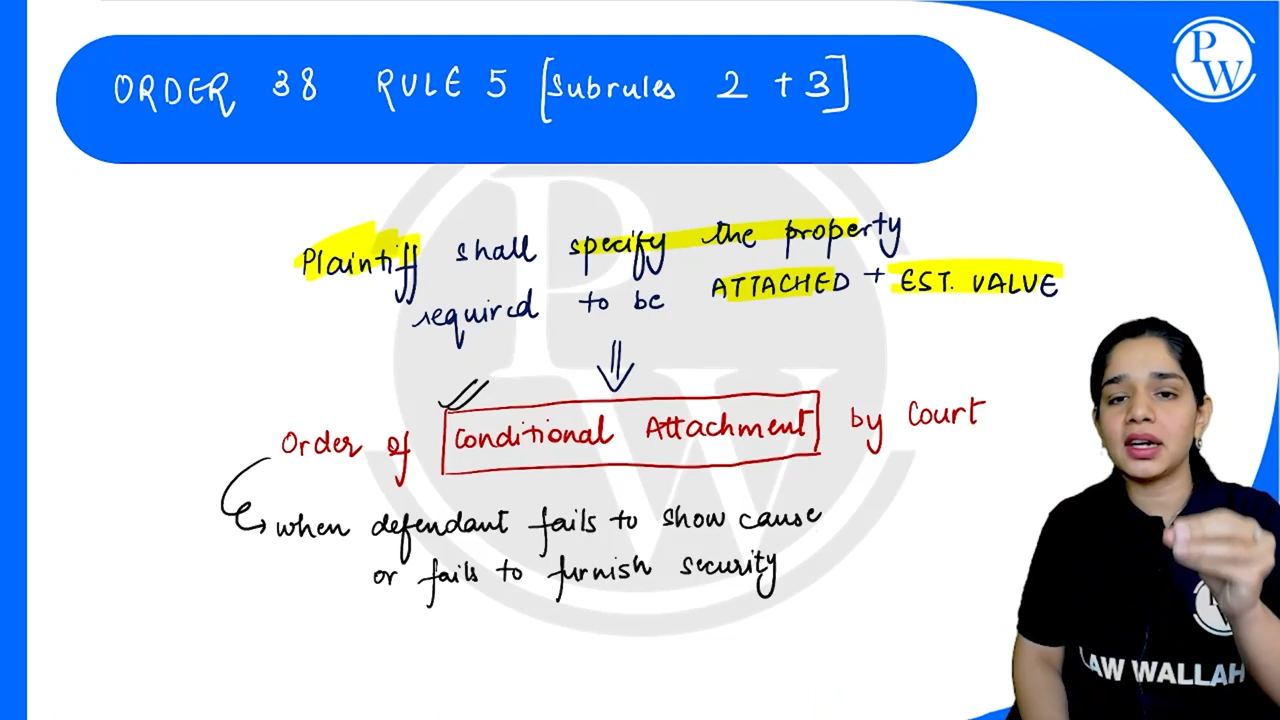 ORDER 38 RULE 5 [Subrules 2 + 3]
PW
Plaintiff shall specify the property
required to be ATTACHED + EST. VALUE
⇓
Order of Conditional Attachment by Court
when defendant fails to show cause
or fails to furnish security
PW
LAW WALLAH